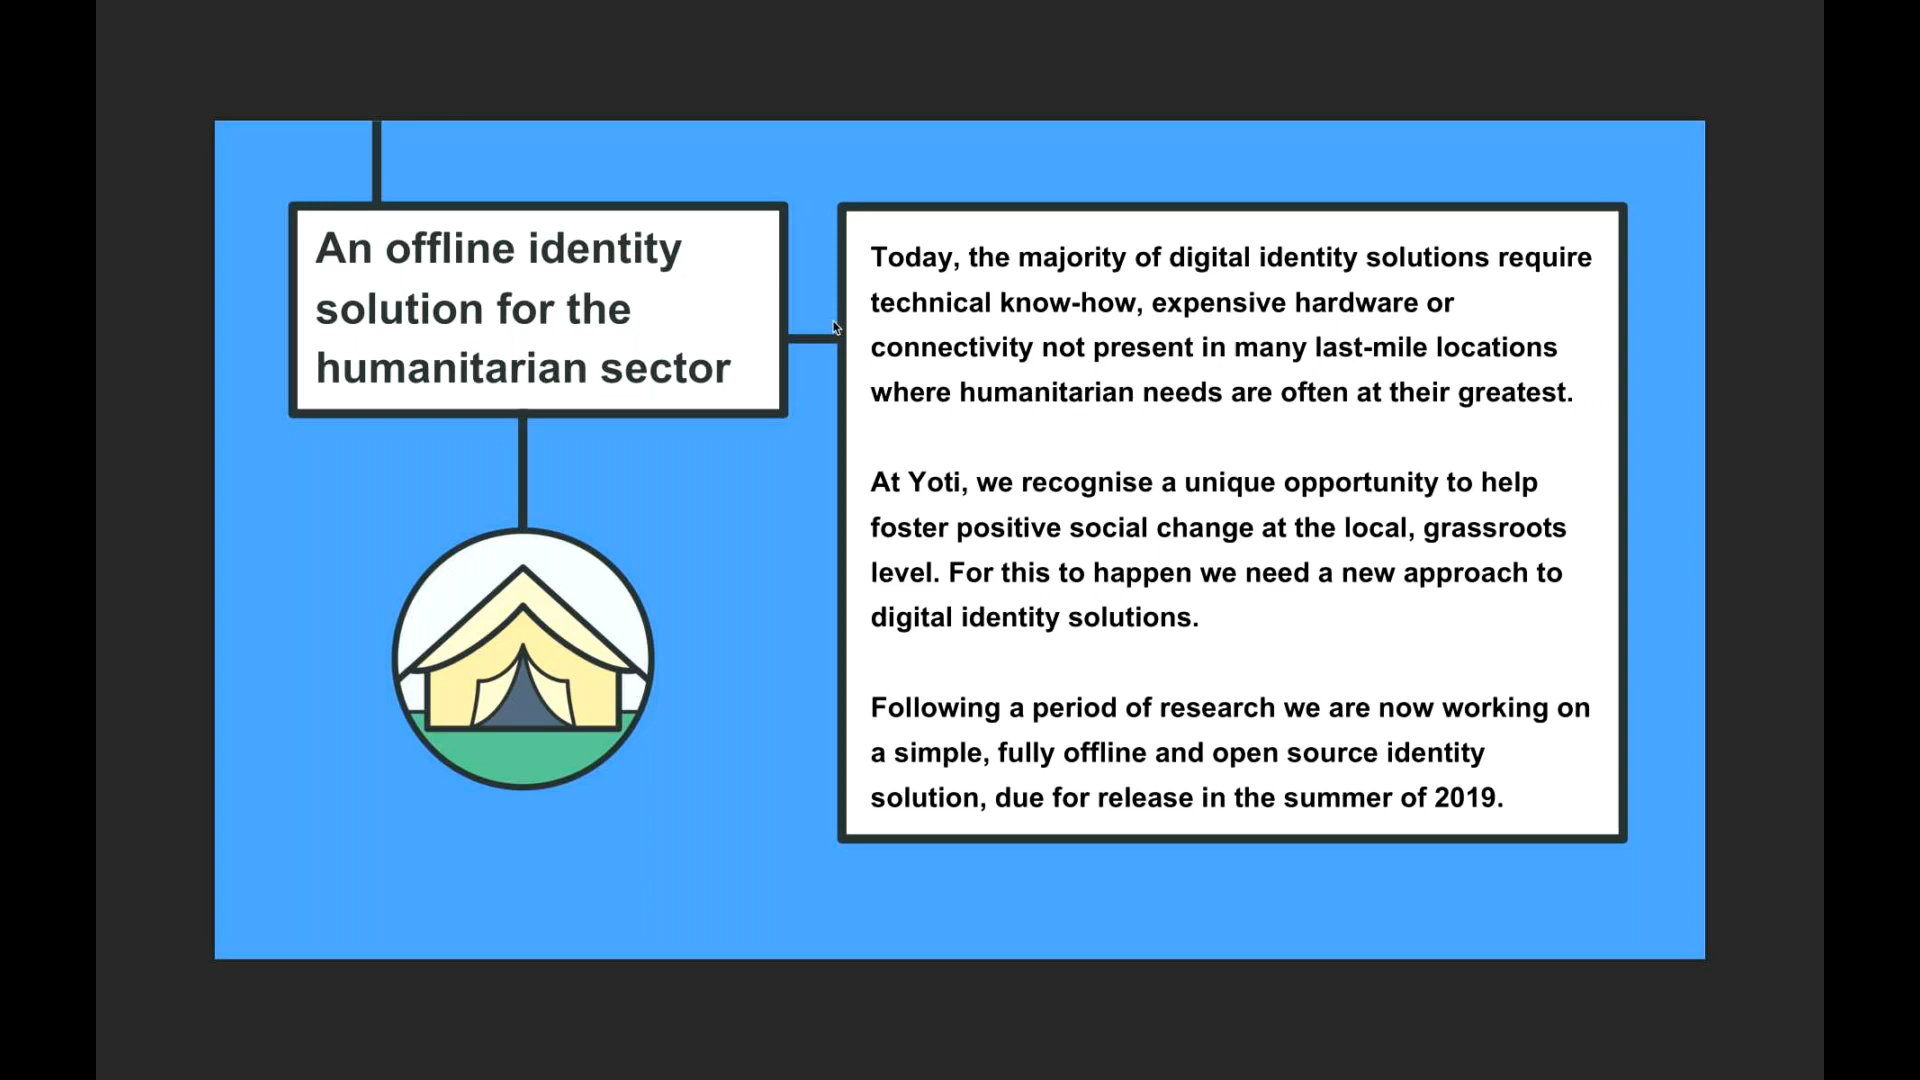 An offline identity
solution for the
humanitarian sector
Today, the majority of digital identity solutions require
technical know-how, expensive hardware or
connectivity not present in many last-mile locations
where humanitarian needs are often at their greatest.
At Yoti, we recognise a unique opportunity to help
foster positive social change at the local, grassroots
level. For this to happen we need a new approach to
digital identity solutions.
Following a period of research we are now working on
a simple, fully offline and open source identity
solution, due for release in the summer of 2019.